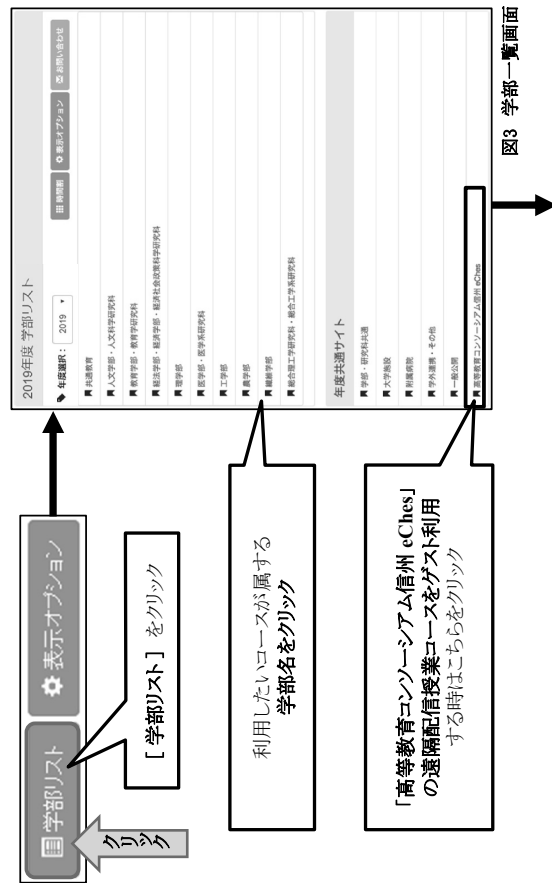 学部リスト
表示オプション
クリック
[ 学部リスト ] をクリック
2019年度 学部リスト
年度選択: 2019
時間割
表示オプション
お問い合わせ
共通教育
人文学部・人文科学研究科
教育学部・教育学研究科
経法学部・経済学部・経済社会政策科学研究科
理学部
医学部・医学系研究科
工学部
農学部
繊維学部
総合理工学研究科・総合工学系研究科
年度共通サイト
学部・研究科共通
大学施設
附属病院
学外連携・その他
一般公開
高等教育コンソーシアム信州 eChes
利用したいコースが属する
学部名をクリック
「高等教育コンソーシアム信州 eChes」
の遠隔配信授業コースをゲスト利用
する時はこちらをクリック
図3 学部一覧画面